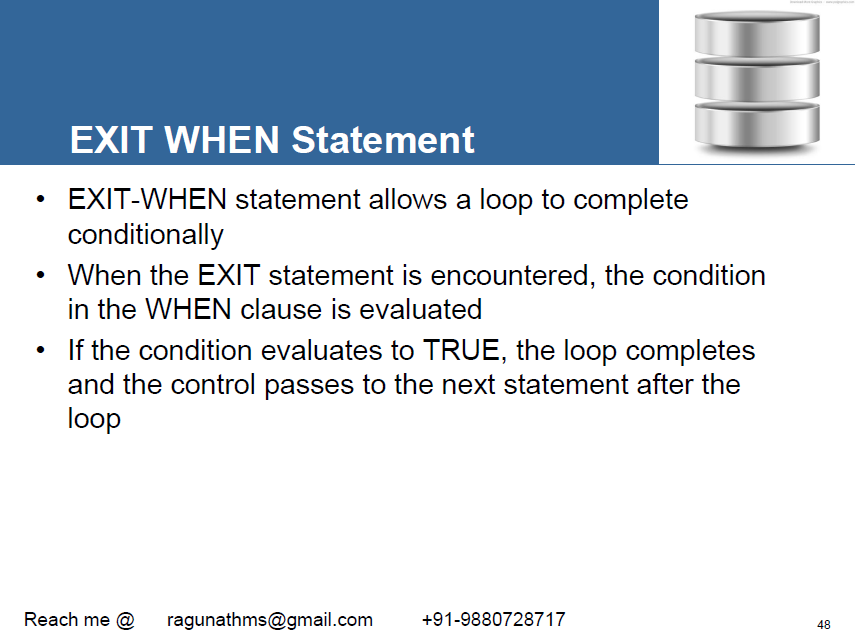 EXIT WHEN Statement
• EXIT-WHEN statement allows a loop to complete
conditionally
• When the EXIT statement is encountered, the condition
in the WHEN clause is evaluated
• If the condition evaluates to TRUE, the loop completes
and the control passes to the next statement after the
loop
Reach me @ ragunathms@gmail.com +91-9880728717
48